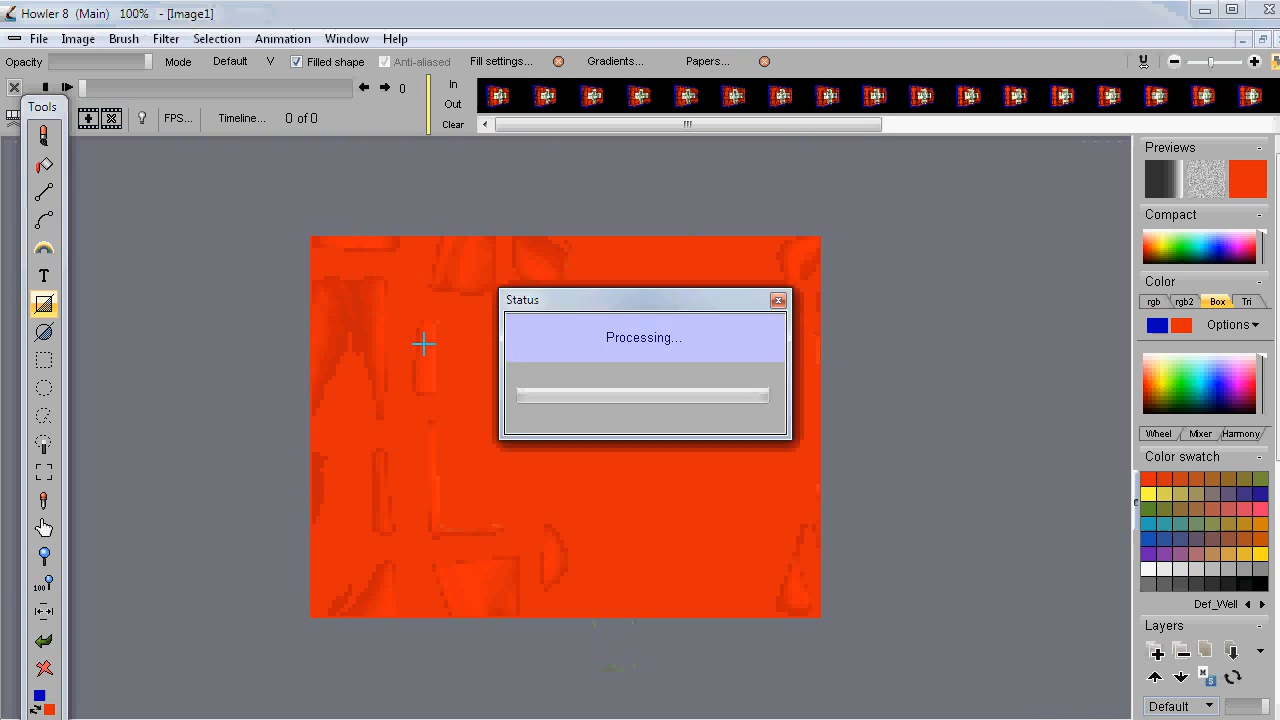 Howler 8 (Main) 100% - [Image1]
File Image Brush Filter Selection Animation Window Help
Opacity Mode Default V Filled shape Anti-aliased Fill settings... Gradients... Papers...
0 In
Out
FPS... Timeline... 0 of 0 Clear
Tools
T
100
Status
Processing...
Previews
Compact
Color
rgb rgb2 Box Tri
Options
Wheel Mixer Harmony
Color swatch
Def_Well
Layers
M
S
Default